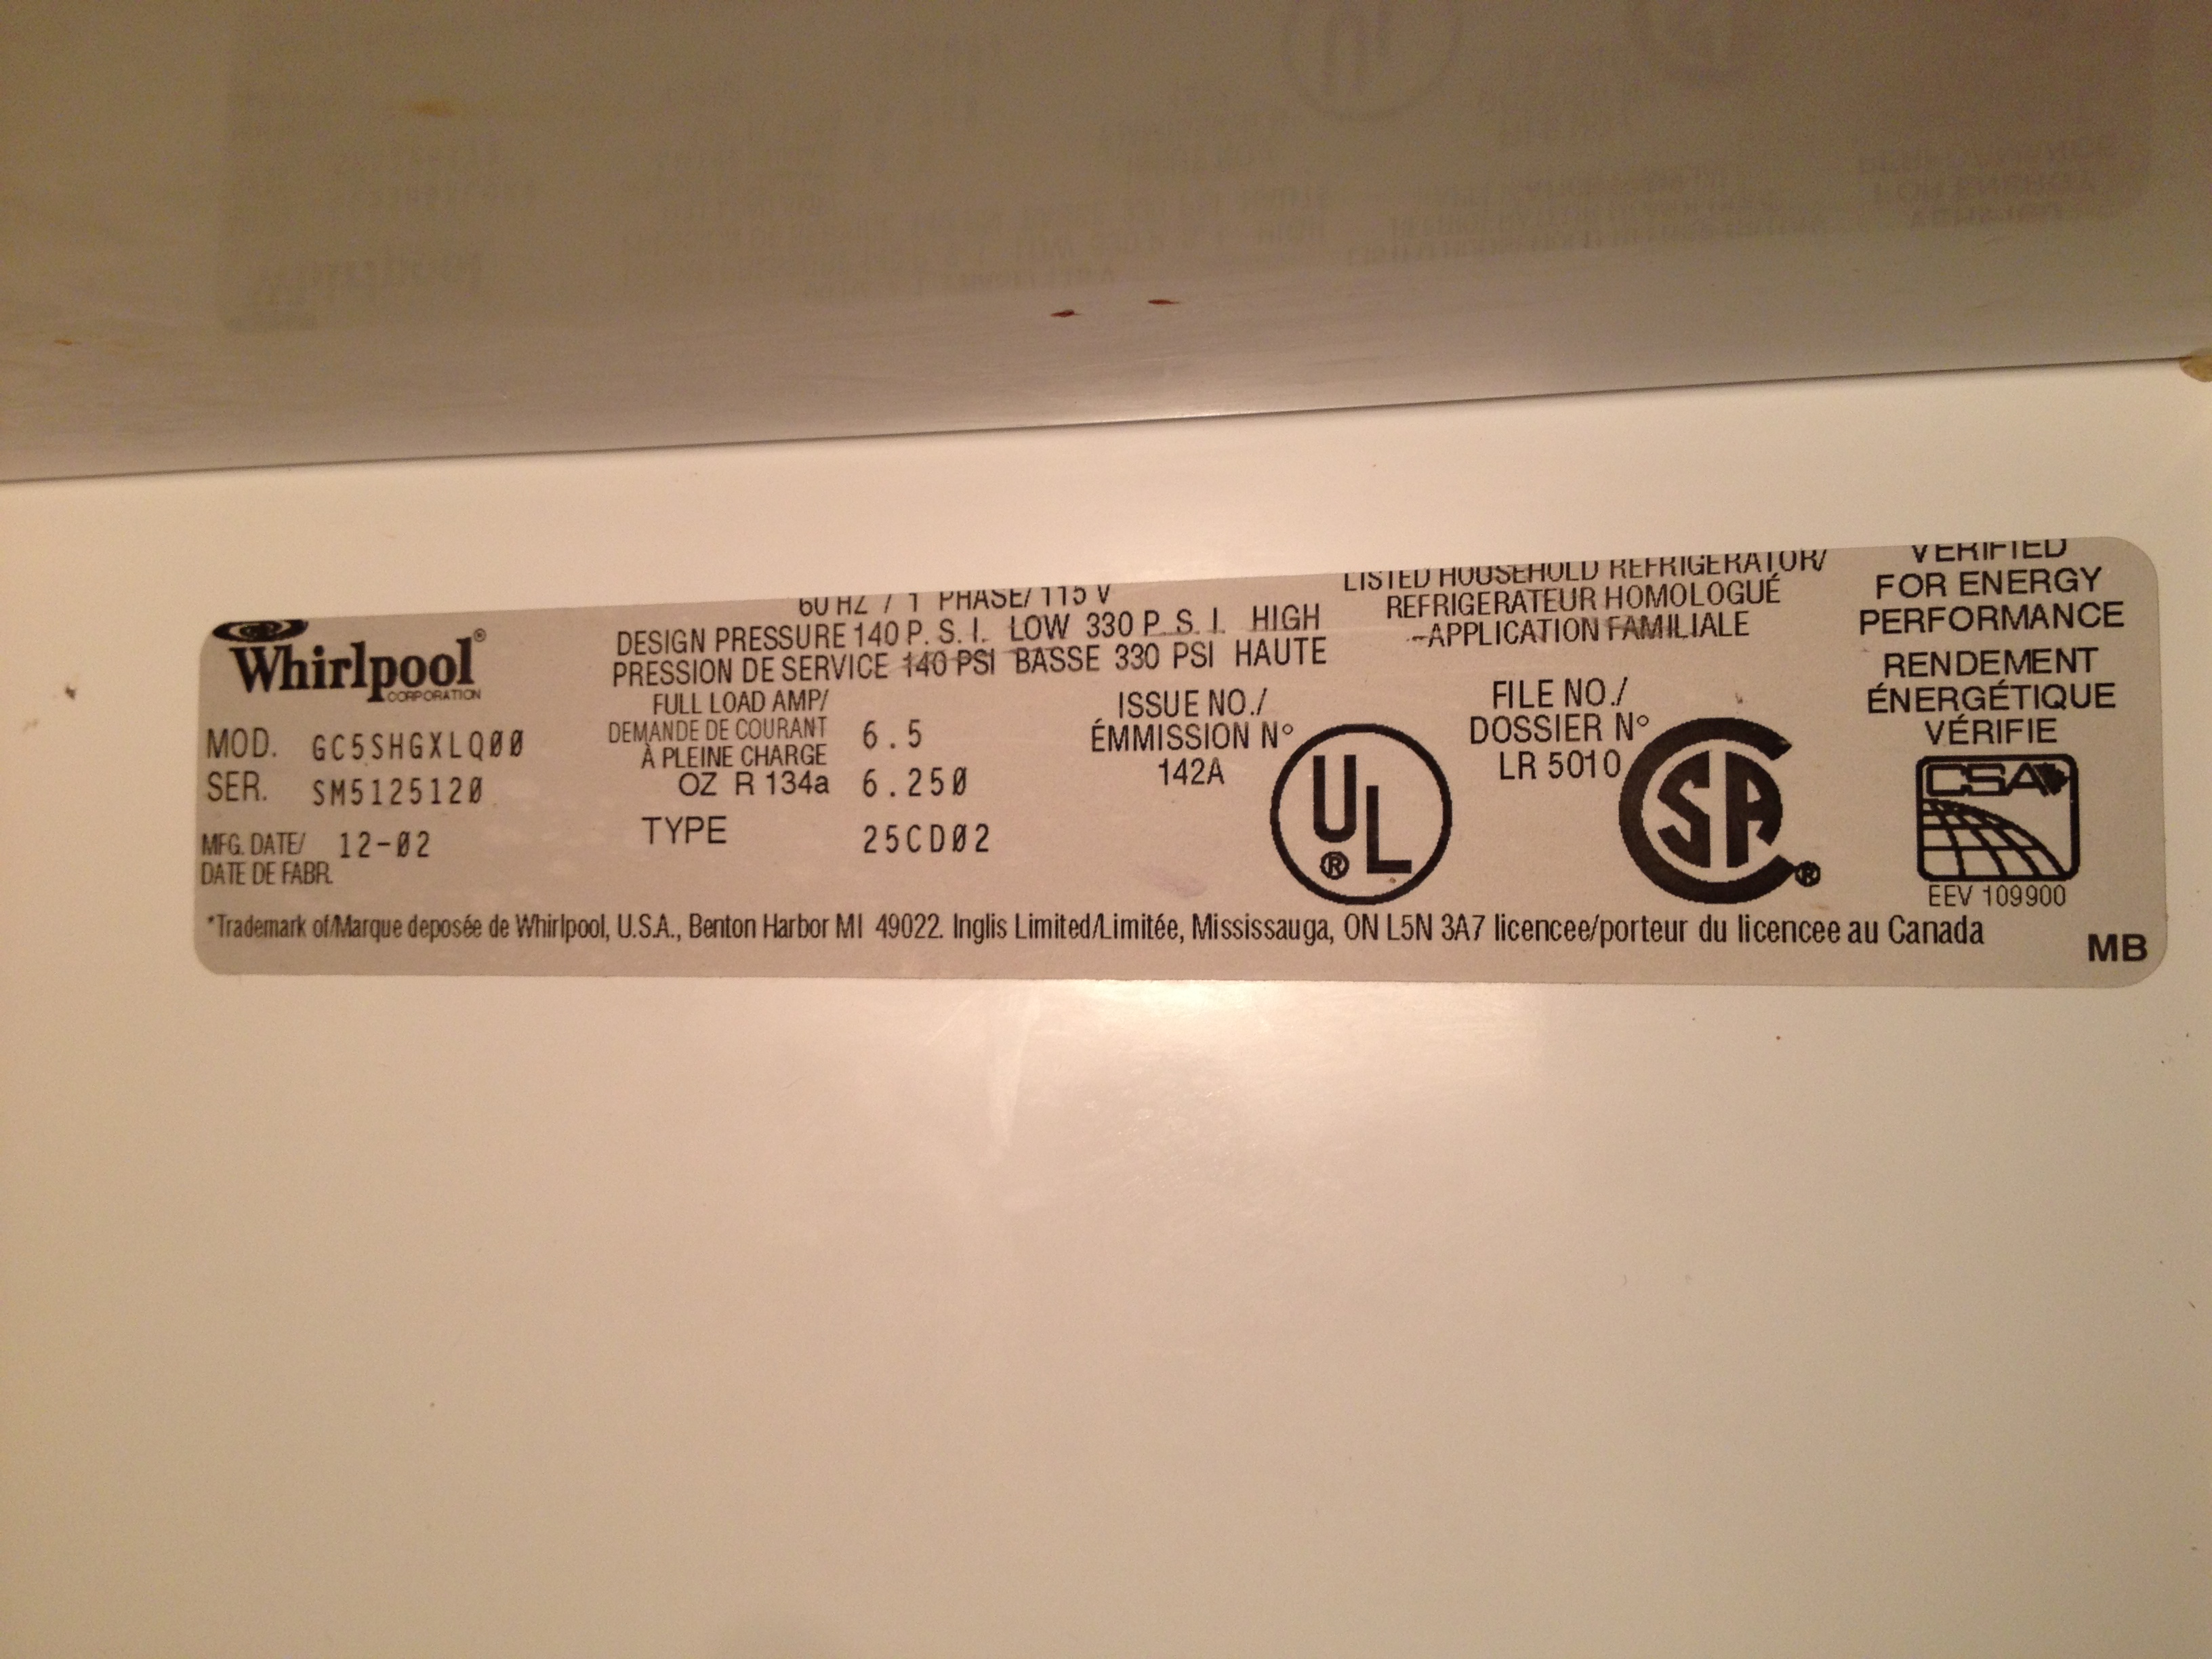 Whirlpool®
CORPORATION
MOD. GC5SHGXLQ00
SER. SM5125120
MFG. DATE/ 12-02
DATE DE FABR.
60 HZ / 1 PHASE/ 115 V
DESIGN PRESSURE 140 P. S. I. LOW 330 P. S. I. HIGH
PRESSION DE SERVICE 140 PSI BASSE 330 PSI HAUTE
FULL LOAD AMP/
DEMANDE DE COURANT 6.5
À PLEINE CHARGE
OZ R 134a 6.250
TYPE 25CD02
ISSUE NO./
ÉMMISSION N°
142A
UL®
LISTED HOUSEHOLD REFRIGERATOR/
REFRIGERATEUR HOMOLOGUÉ
-APPLICATION FAMILIALE
FILE NO./
DOSSIER N°
LR 5010
CSA®
VERIFIED
FOR ENERGY
PERFORMANCE
RENDEMENT
ÉNERGÉTIQUE
VÉRIFIE
CSA
EEV 109900
*Trademark of/Marque deposée de Whirlpool, U.S.A., Benton Harbor MI 49022. Inglis Limited/Limitée, Mississauga, ON L5N 3A7 licencee/porteur du licencee au Canada
MB